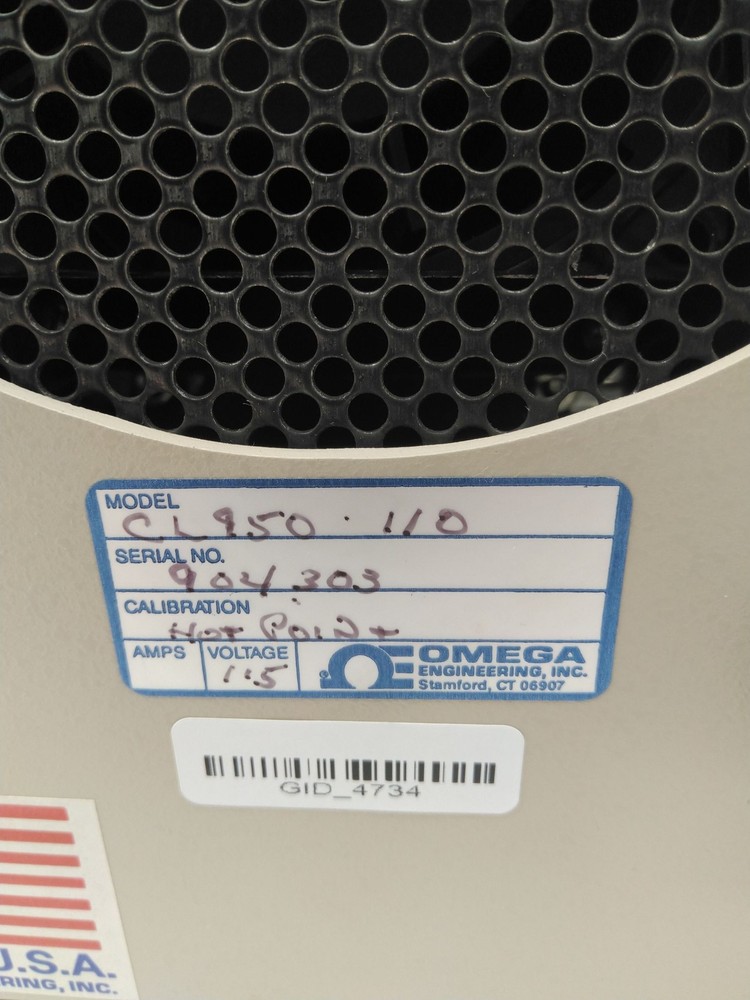 MODEL
CL950-110
SERIAL NO.
904303
CALIBRATION
HOT POINT
AMPS VOLTAGE
115
OMEGA
ENGINEERING, INC.
Stamford, CT 06907
GID_4734
U.S.A.
RING, INC.